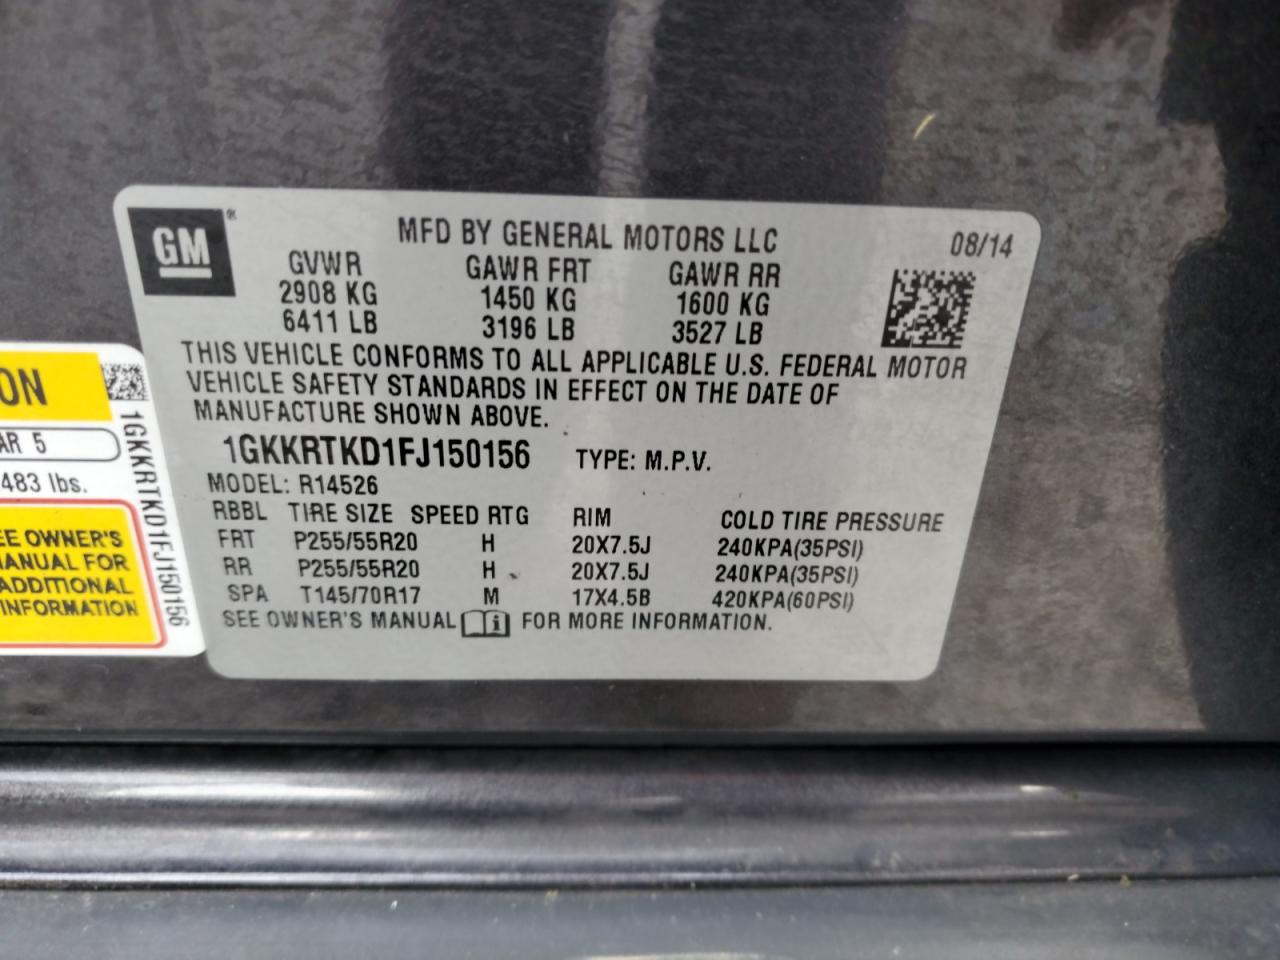 GM ®
MFD BY GENERAL MOTORS LLC 08/14
GVWR GAWR FRT GAWR RR
2908 KG 1450 KG 1600 KG
6411 LB 3196 LB 3527 LB
THIS VEHICLE CONFORMS TO ALL APPLICABLE U.S. FEDERAL MOTOR
VEHICLE SAFETY STANDARDS IN EFFECT ON THE DATE OF
MANUFACTURE SHOWN ABOVE.
1GKKRTKD1FJ150156 TYPE: M.P.V.
MODEL: R14526
RBBL TIRE SIZE SPEED RTG RIM COLD TIRE PRESSURE
FRT P255/55R20 H 20X7.5J 240KPA(35PSI)
RR P255/55R20 H 20X7.5J 240KPA(35PSI)
SPA T145/70R17 M 17X4.5B 420KPA(60PSI)
SEE OWNER'S MANUAL i FOR MORE INFORMATION.
ON
AR 5
483 lbs.
EE OWNER'S
ANUAL FOR
ADDITIONAL
INFORMATION
1GKKRTKD1FJ150156